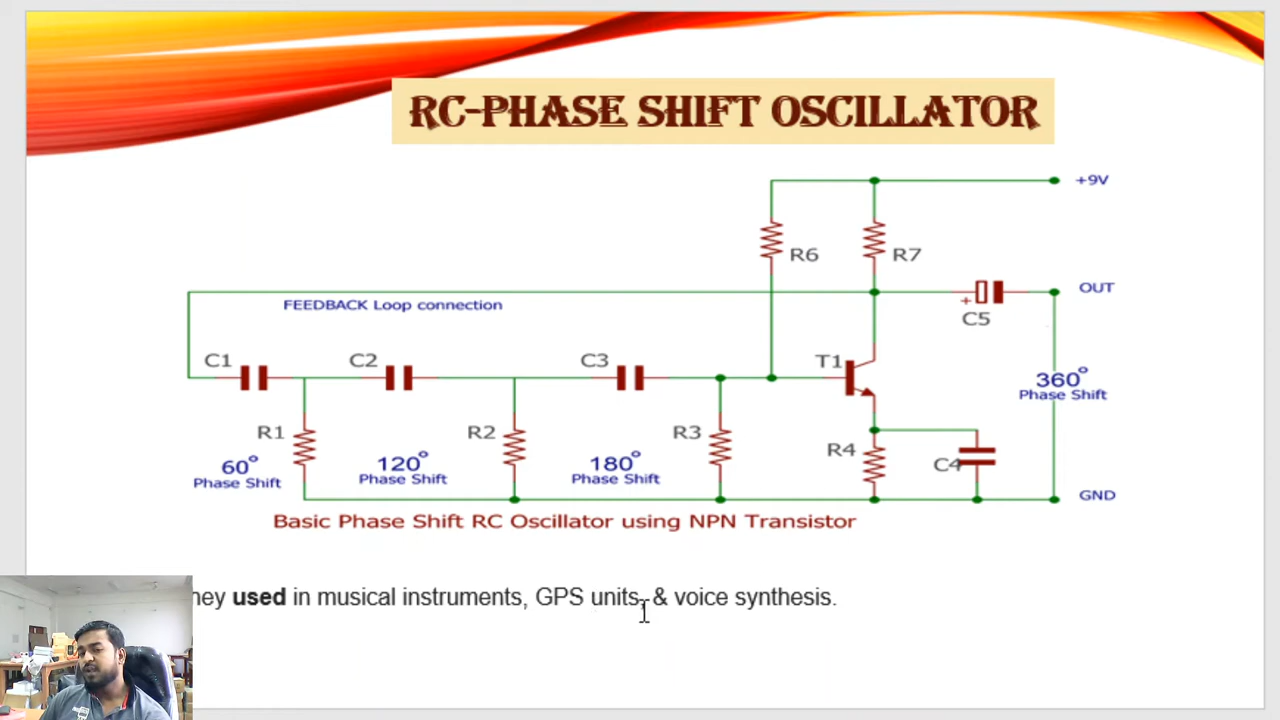 RC-PHASE SHIFT OSCILLATOR
+9V
R6
R7
FEEDBACK Loop connection
OUT
+
C5
C1
C2
C3
T1
360°
Phase Shift
R1
R2
R3
R4
C4
60°
Phase Shift
120°
Phase Shift
180°
Phase Shift
GND
Basic Phase Shift RC Oscillator using NPN Transistor
used in musical instruments, GPS units, & voice synthesis.